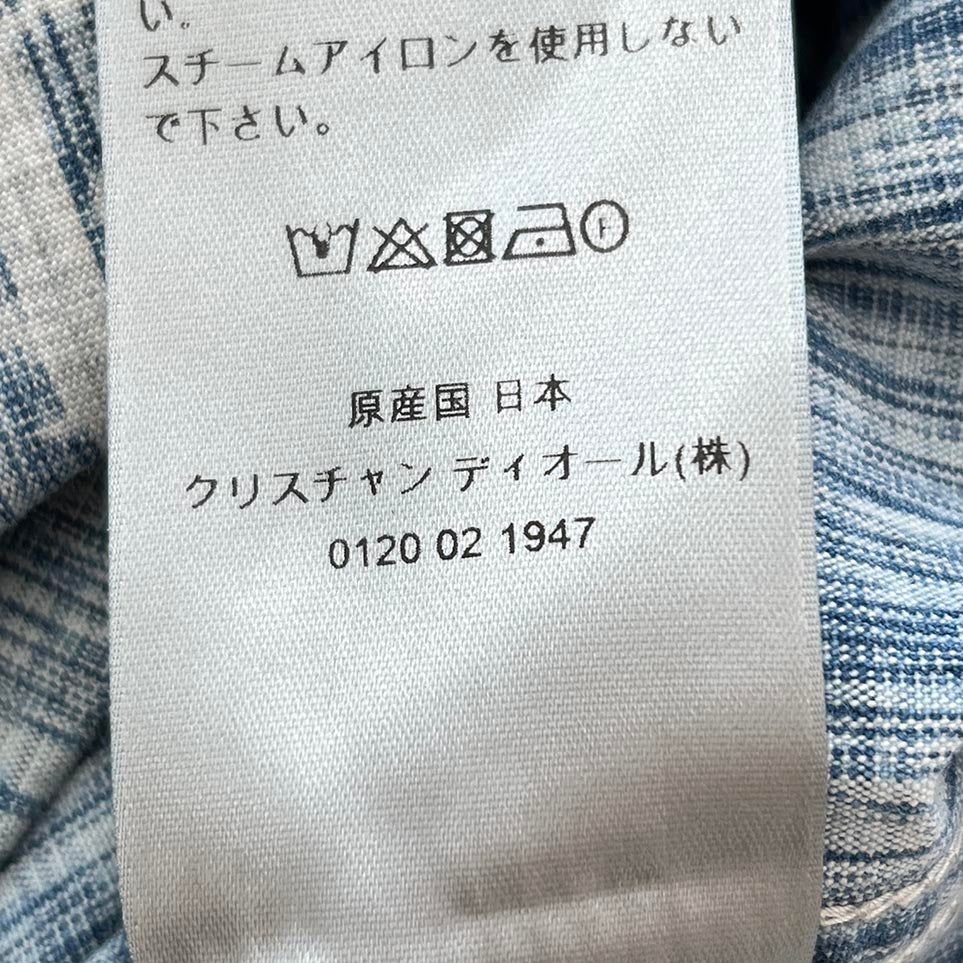 い。
スチームアイロンを使用しない
で下さい。
F
原産国 日本
クリスチャン ディオール(株)
0120 02 1947